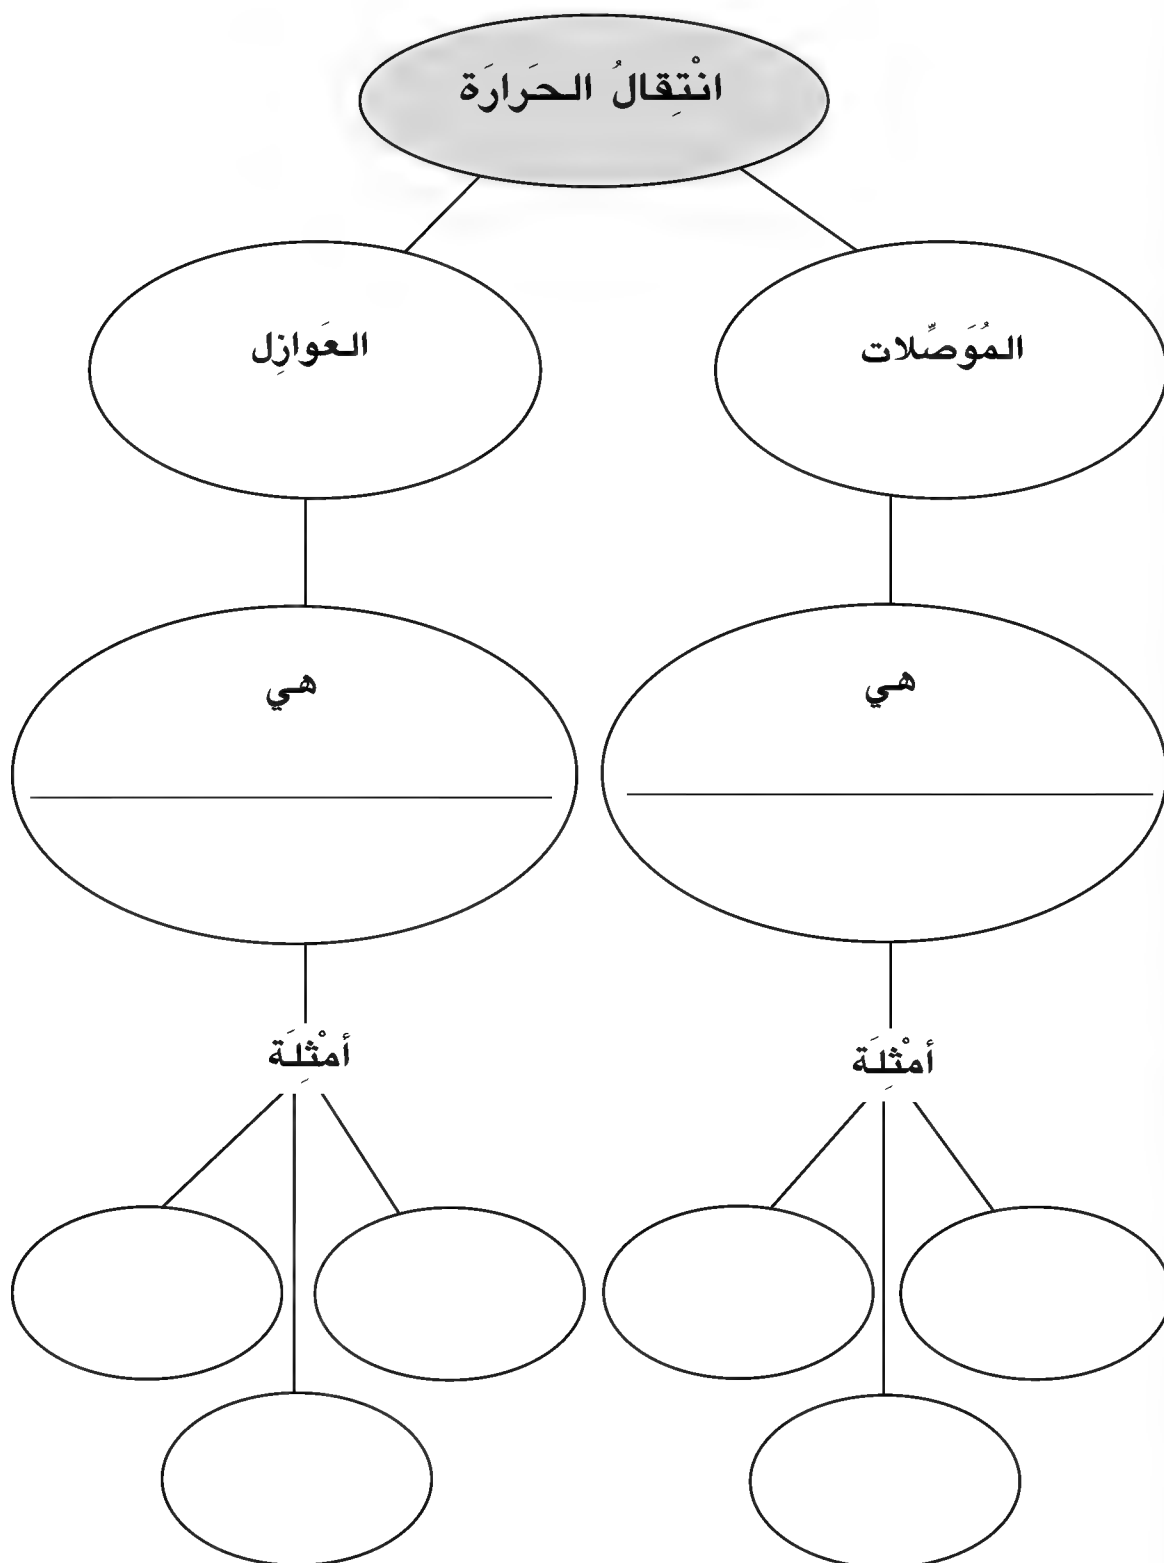 انْتِقالُ الحَرارَة
المُوَصِّلات
العَوازِل
هي
هي
أمْثِلَة
أمْثِلَة